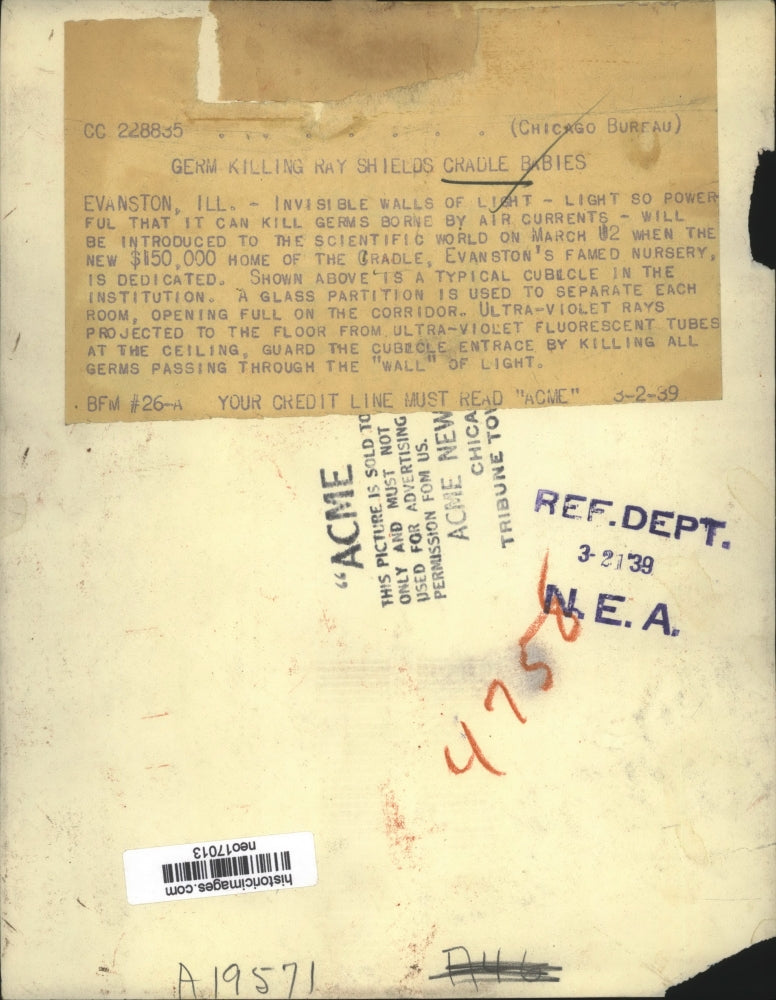 CC 228835 . . . . . . . . (CHICAGO BUREAU)
GERM KILLING RAY SHIELDS CRADLE BABIES
EVANSTON, ILL. - INVISIBLE WALLS OF LIGHT - LIGHT SO POWER
FUL THAT IT CAN KILL GERMS BORNE BY AIR CURRENTS - WILL
BE INTRODUCED TO THE SCIENTIFIC WORLD ON MARCH 12 WHEN THE
NEW $150,000 HOME OF THE CRADLE, EVANSTON'S FAMED NURSERY,
IS DEDICATED. SHOWN ABOVE IS A TYPICAL CUBICLE IN THE
INSTITUTION. A GLASS PARTITION IS USED TO SEPARATE EACH
ROOM, OPENING FULL ON THE CORRIDOR. ULTRA-VIOLET RAYS
PROJECTED TO THE FLOOR FROM ULTRA-VIOLET FLUORESCENT TUBES
AT THE CEILING, GUARD THE CUBICLE ENTRACE BY KILLING ALL
GERMS PASSING THROUGH THE "WALL" OF LIGHT.
BFM #26-A YOUR CREDIT LINE MUST READ "ACME" 3-2-39
"ACME
THIS PICTURE IS SOLD TO
ONLY AND MUST NOT
USED FOR ADVERTISING
PERMISSION FOM US.
ACME NEW
CHICA
TRIBUNE TOW
REF. DEPT.
3-21'39
N.E.A.
4756
historicimages.com
neo17013
A19571